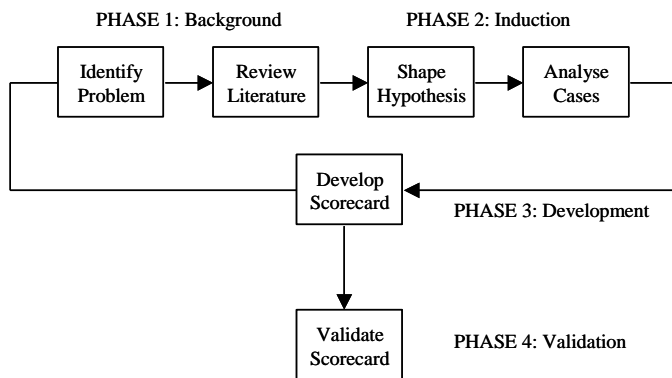 PHASE 1: Background
PHASE 2: Induction
Identify
Problem
Review
Literature
Shape
Hypothesis
Analyse
Cases
Develop
Scorecard
PHASE 3: Development
Validate
Scorecard
PHASE 4: Validation